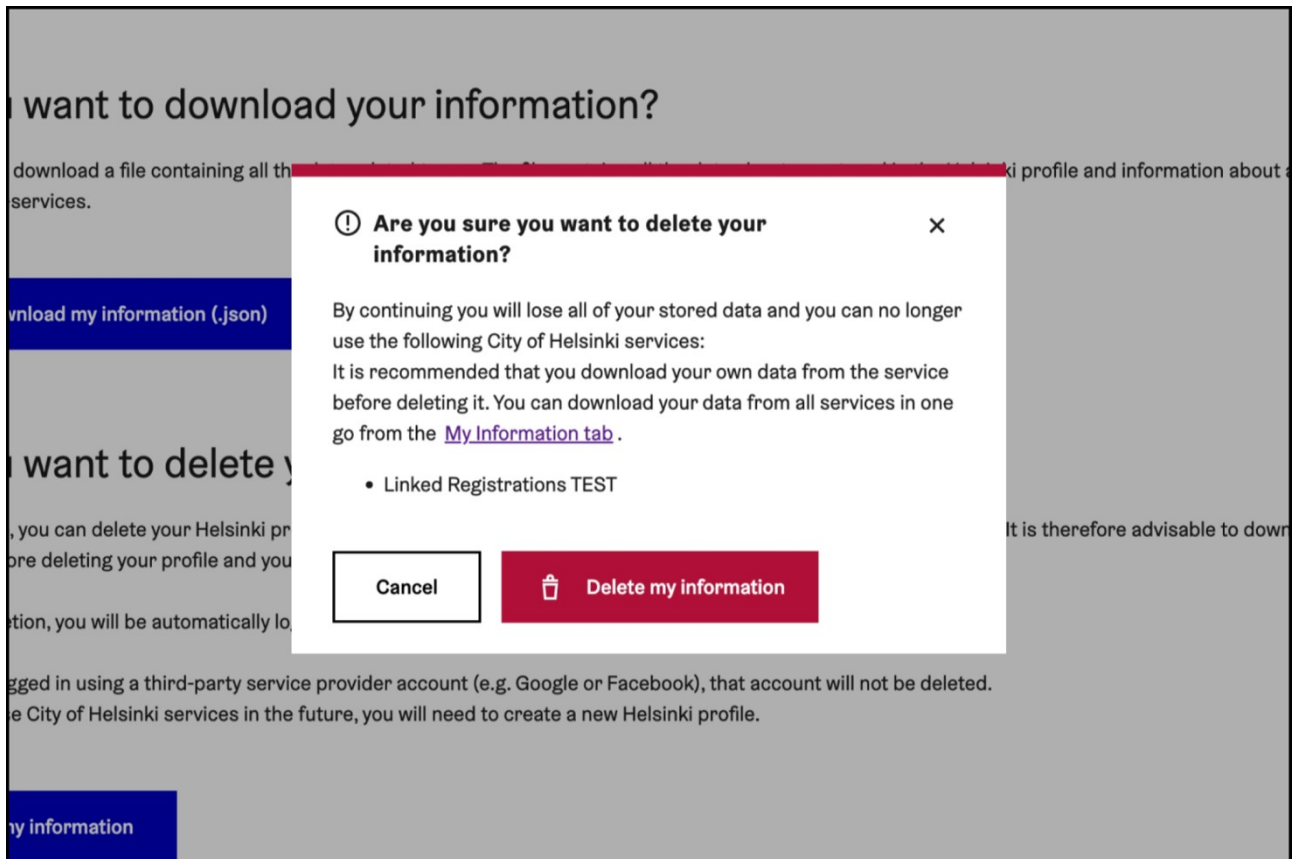 want to download your information?
download a file containing all th
ki profile and information about
services.
Are you sure you want to delete your
information?
wnload my information (.json)
By continuing you will lose all of your stored data and you can no longer
use the following City of Helsinki services:
It is recommended that you download your own data from the service
before deleting it. You can download your data from all services in one
go from the My Information tab .
• Linked Registrations TEST
want to delete y
, you can delete your Helsinki pr
It is therefore advisable to down
ore deleting your profile and you
Cancel
Delete my information
etion, you will be automatically lo
gged in using a third-party service provider account (e.g. Google or Facebook), that account will not be deleted.
e City of Helsinki services in the future, you will need to create a new Helsinki profile.
ny information